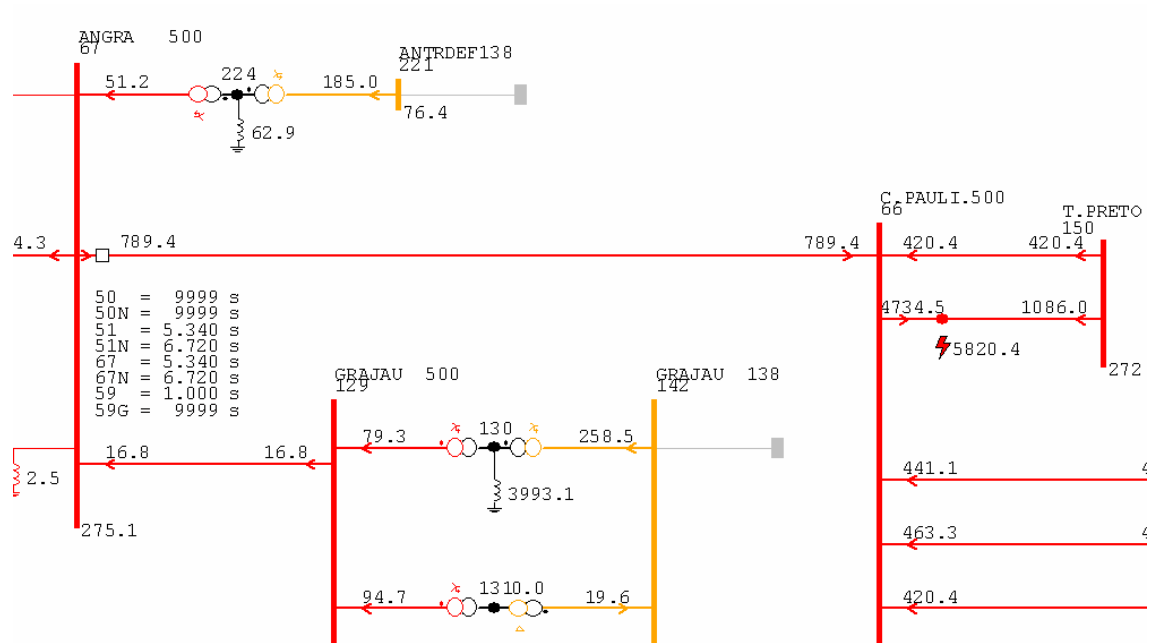 ANGRA   500
67
51.2
224
185.0
ANTRDEF138
221
76.4
62.9
C.PAULI.500
66
T.PRETO
150
4.3
789.4
789.4
420.4
420.4
50   =  9999 s
50N  =  9999 s
51   = 5.340 s
51N  = 6.720 s
67   = 5.340 s
67N  = 6.720 s
59   = 1.000 s
59G  =  9999 s
4734.5
1086.0
5820.4
272
GRAJAU  500
129
GRAJAU  138
142
79.3
130
258.5
16.8
16.8
2.5
3993.1
441.1
275.1
463.3
94.7
1310.0
19.6
420.4